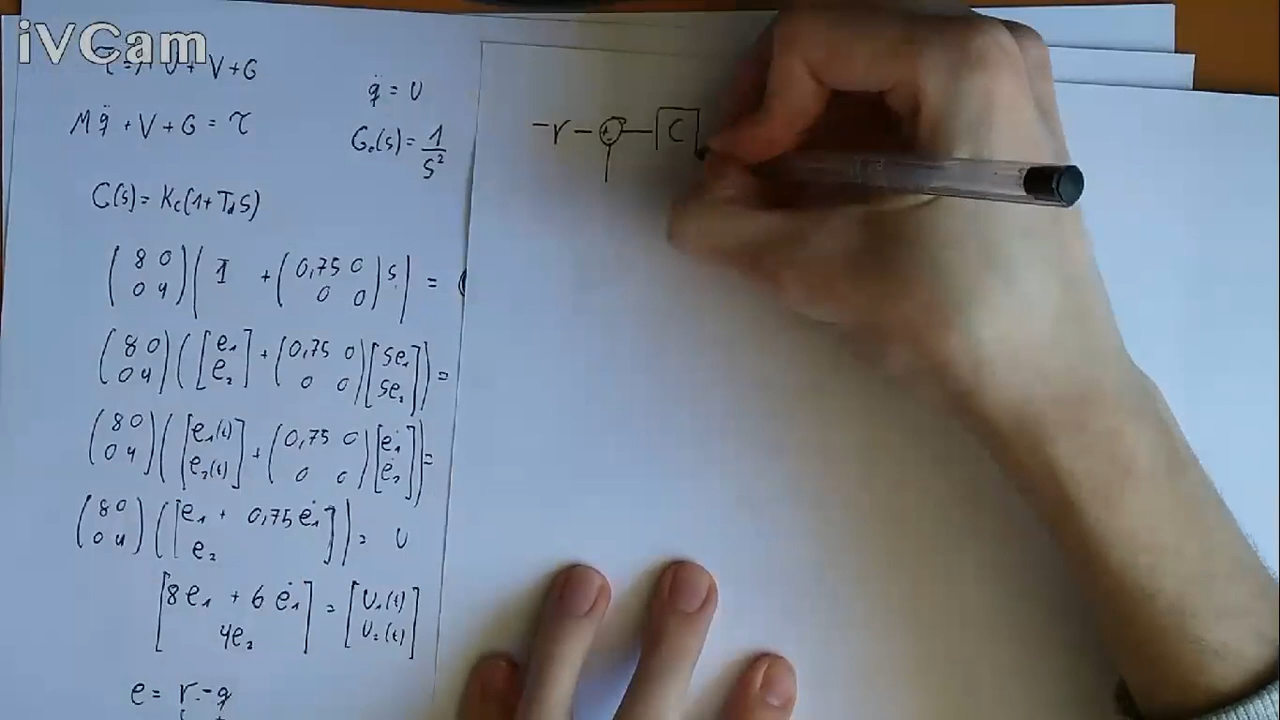 iVCam
V+G
Mq̈ + V + G = τ
q̈ = U
G₀(s) = 1/s²
C(s) = Kc(1+Tds)
(8 0; 0 4)(I + (0,75 0; 0 0)s) =
(8 0; 0 4)([e₁; e₂] + (0,75 0; 0 0)[se₁; se₂]) =
(8 0; 0 4)([e₁(t); e₂(t)] + (0,75 0; 0 0)[ė₁; ė₂]) =
(8 0; 0 4)([e₁ + 0,75ė₁; e₂]) = U
[8e₁ + 6ė₁; 4e₂] = [U₁(t); U₂(t)]
e = r - q
r
C